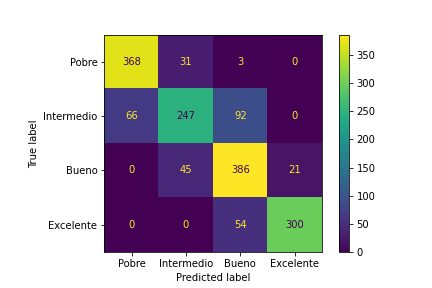 Pobre 368 31 3 0
Intermedio 66 247 92 0
Bueno 0 45 386 21
Excelente 0 0 54 300
Pobre Intermedio Bueno Excelente
Predicted label
True label
350
300
250
200
150
100
50
0